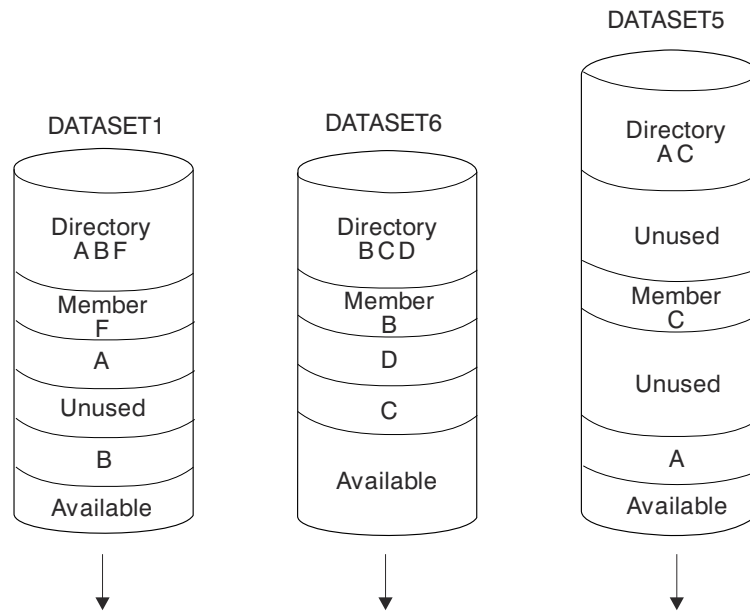 DATASET1
Directory
A B F
Member
F
A
Unused
B
Available
DATASET6
Directory
B C D
Member
B
D
C
Available
DATASET5
Directory
A C
Unused
Member
C
Unused
A
Available